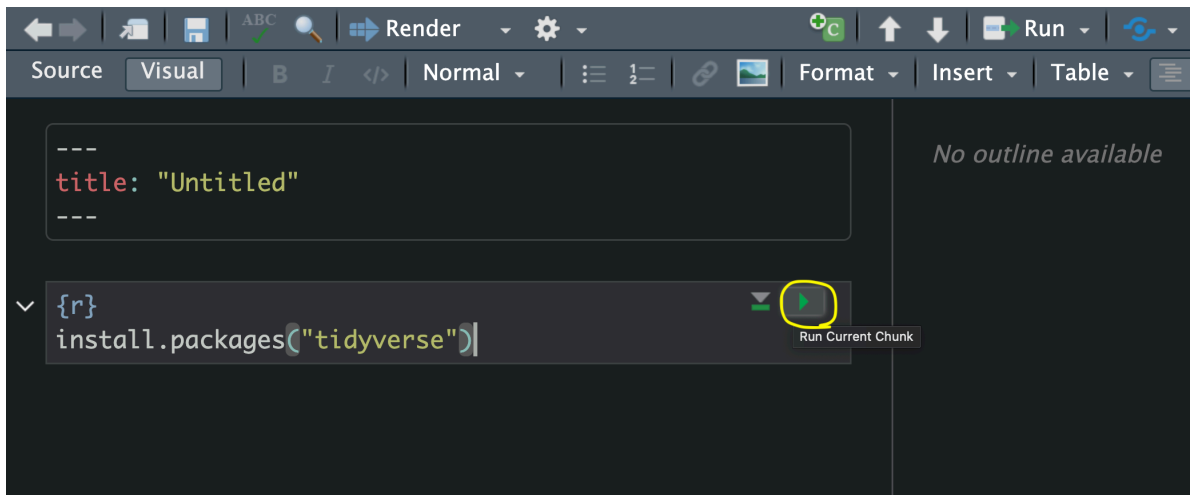 ABC
Render
C
Run
Source Visual B I </> Normal Format Insert Table
---
title: "Untitled"
---
No outline available
{r}
install.packages("tidyverse")
Run Current Chunk